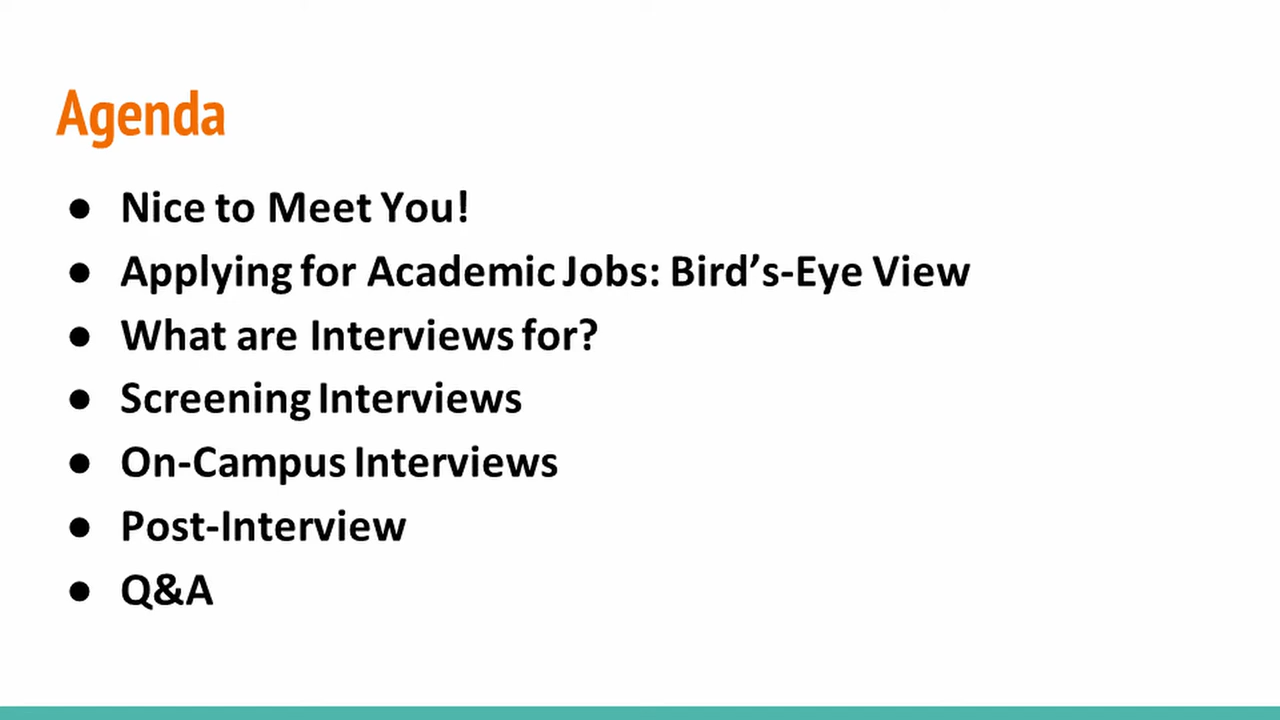 Agenda
● Nice to Meet You!
● Applying for Academic Jobs: Bird’s-Eye View
● What are Interviews for?
● Screening Interviews
● On-Campus Interviews
● Post-Interview
● Q&A